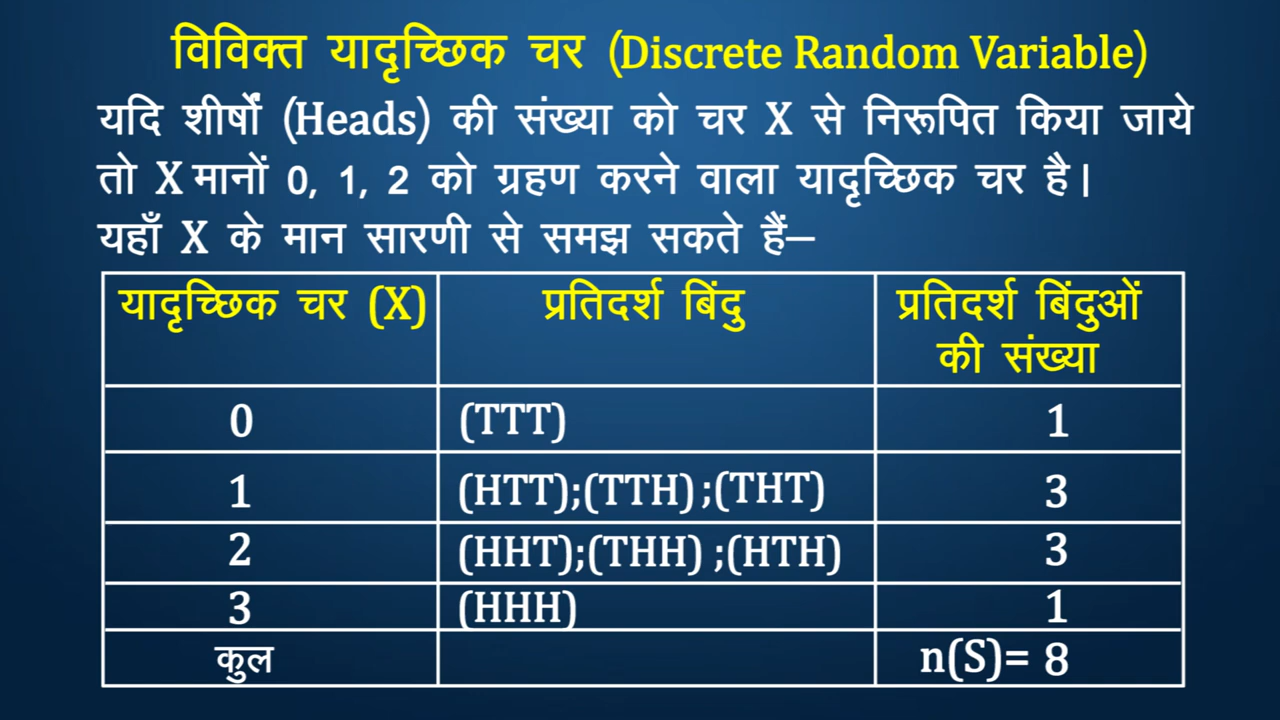 विविक्त यादृच्छिक चर (Discrete Random Variable)
यदि शीर्षों (Heads) की संख्या को चर X से निरूपित किया जाये
तो X मानों 0, 1, 2 को ग्रहण करने वाला यादृच्छिक चर है।
यहाँ X के मान सारणी से समझ सकते हैं–
यादृच्छिक चर (X) प्रतिदर्श बिंदु प्रतिदर्श बिंदुओं
की संख्या
0 (TTT) 1
1 (HTT);(TTH) ;(THT) 3
2 (HHT);(THH) ;(HTH) 3
3 (HHH) 1
कुल n(S)= 8